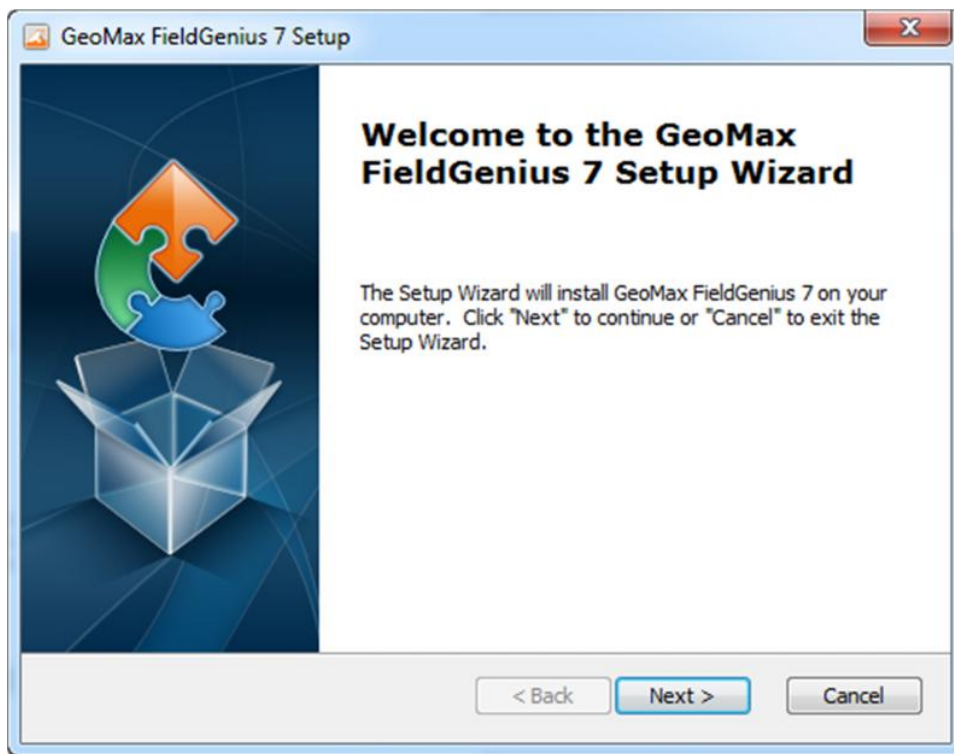 GeoMax FieldGenius 7 Setup
Welcome to the GeoMax
FieldGenius 7 Setup Wizard
The Setup Wizard will install GeoMax FieldGenius 7 on your
computer. Click "Next" to continue or "Cancel" to exit the
Setup Wizard.
< Back Next > Cancel